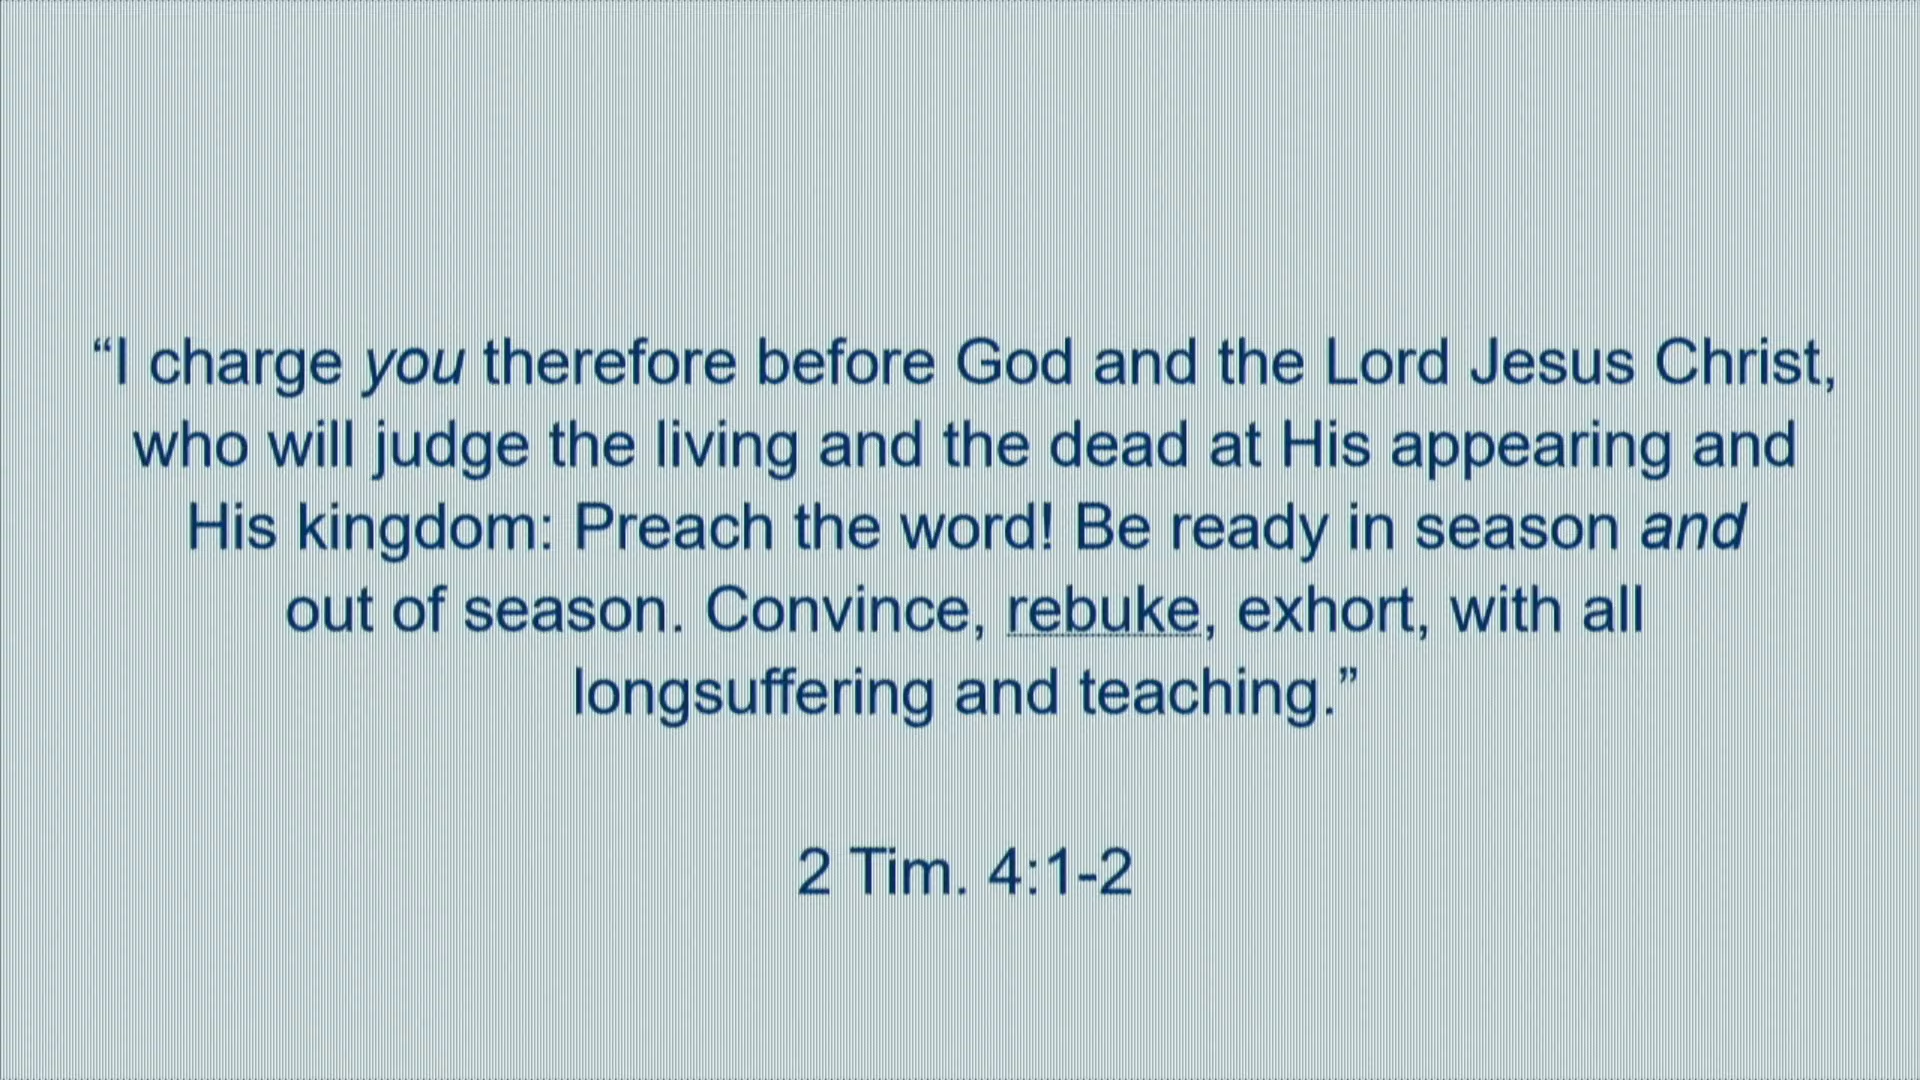 “I charge you therefore before God and the Lord Jesus Christ,
who will judge the living and the dead at His appearing and
His kingdom: Preach the word! Be ready in season and
out of season. Convince, rebuke, exhort, with all
longsuffering and teaching.”
2 Tim. 4:1-2